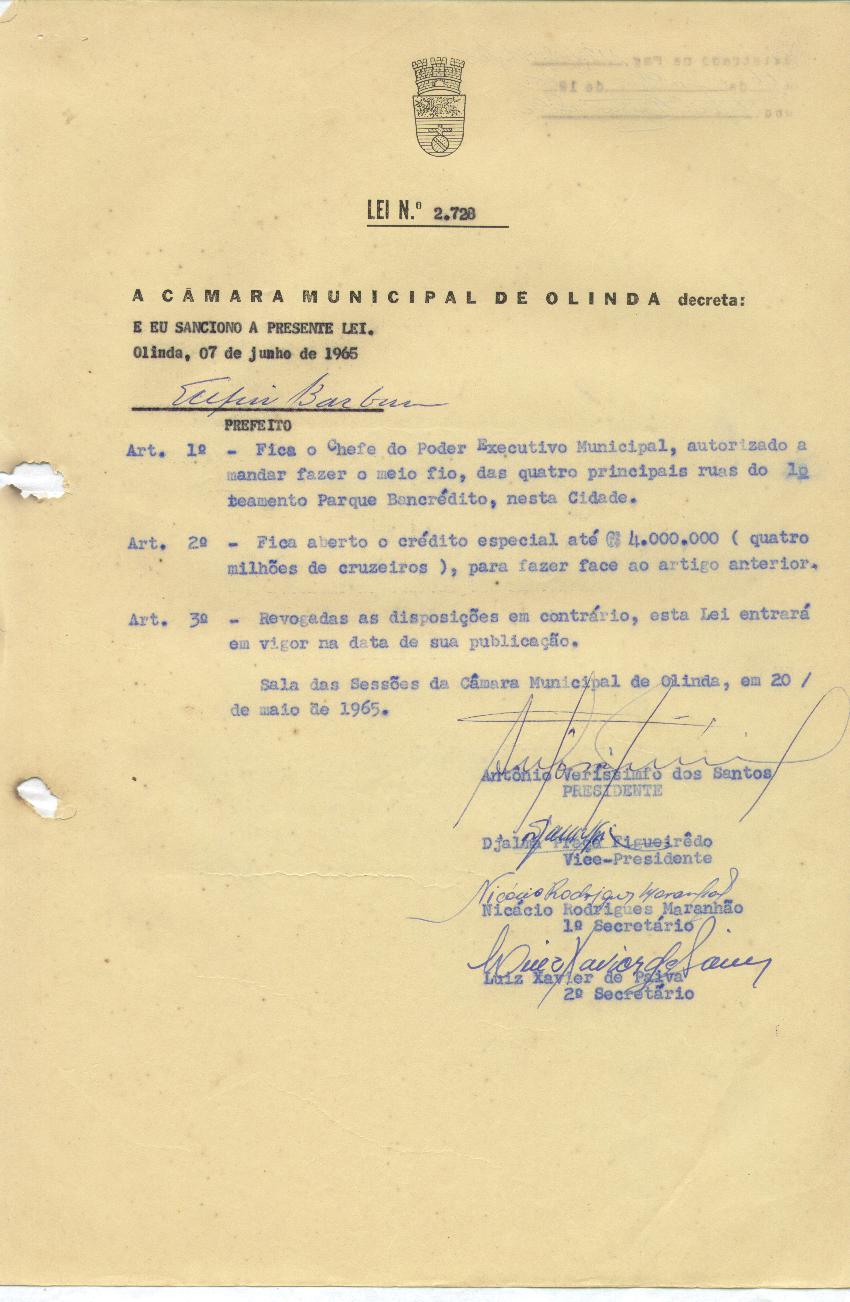 LEI N.º 2.728
A CÂMARA MUNICIPAL DE OLINDA decreta:
E EU SANCIONO A PRESENTE LEI.
Olinda, 07 de junho de 1965
Barbosa
PREFEITO
Art. 1º - Fica o Chefe do Poder Executivo Municipal, autorizado a
mandar fazer o meio fio, das quatro principais ruas do lo
teamento Parque Bancrédito, nesta Cidade.
Art. 2º - Fica aberto o crédito especial até Cr$ 4.000.000 ( quatro
milhões de cruzeiros ), para fazer face ao artigo anterior.
Art. 3º - Revogadas as disposições em contrário, esta Lei entrará
em vigor na data de sua publicação.
Sala das Sessões da Câmara Municipal de Olinda, em 20 /
de maio de 1965.
Antônio Veríssimfo dos Santos
PRESIDENTE
Djalma Figueirêdo
Vice-Presidente
Nicácio Rodrigues Maranhão
Nicácio Rodrigues Maranhão
1º Secretário
Luiz Xavier de Paiva
Luiz Xavier de Paiva
2º Secretário